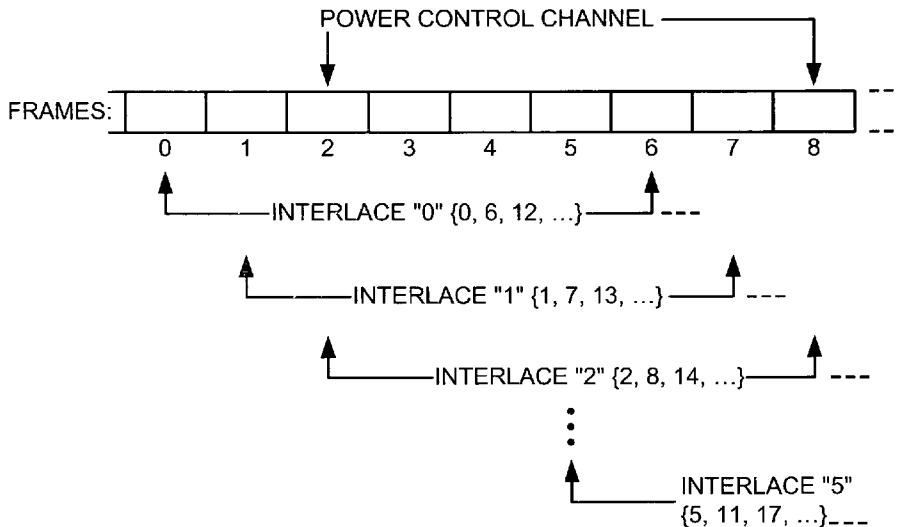 POWER CONTROL CHANNEL
FRAMES:
0 1 2 3 4 5 6 7 8
INTERLACE "0" {0, 6, 12, ...}
INTERLACE "1" {1, 7, 13, ...}
INTERLACE "2" {2, 8, 14, ...}
INTERLACE "5"
{5, 11, 17, ...}